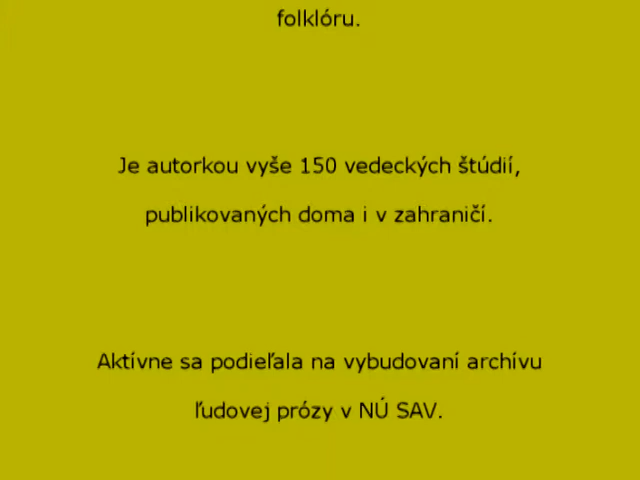 folklóru.
Je autorkou vyše 150 vedeckých štúdií,
publikovaných doma i v zahraničí.
Aktívne sa podieľala na vybudovaní archívu
ľudovej prózy v NÚ SAV.